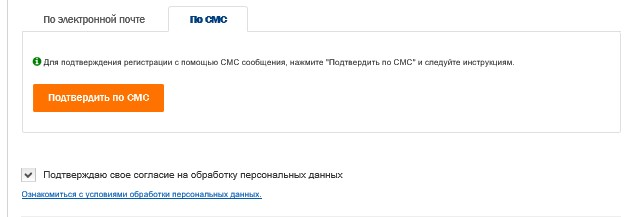 По электронной почте По СМС
Для подтверждения регистрации с помощью СМС сообщения, нажмите "Подтвердить по СМС" и следуйте инструкциям.
Подтвердить по СМС
Подтверждаю свое согласие на обработку персональных данных
Ознакомиться с условиями обработки персональных данных.